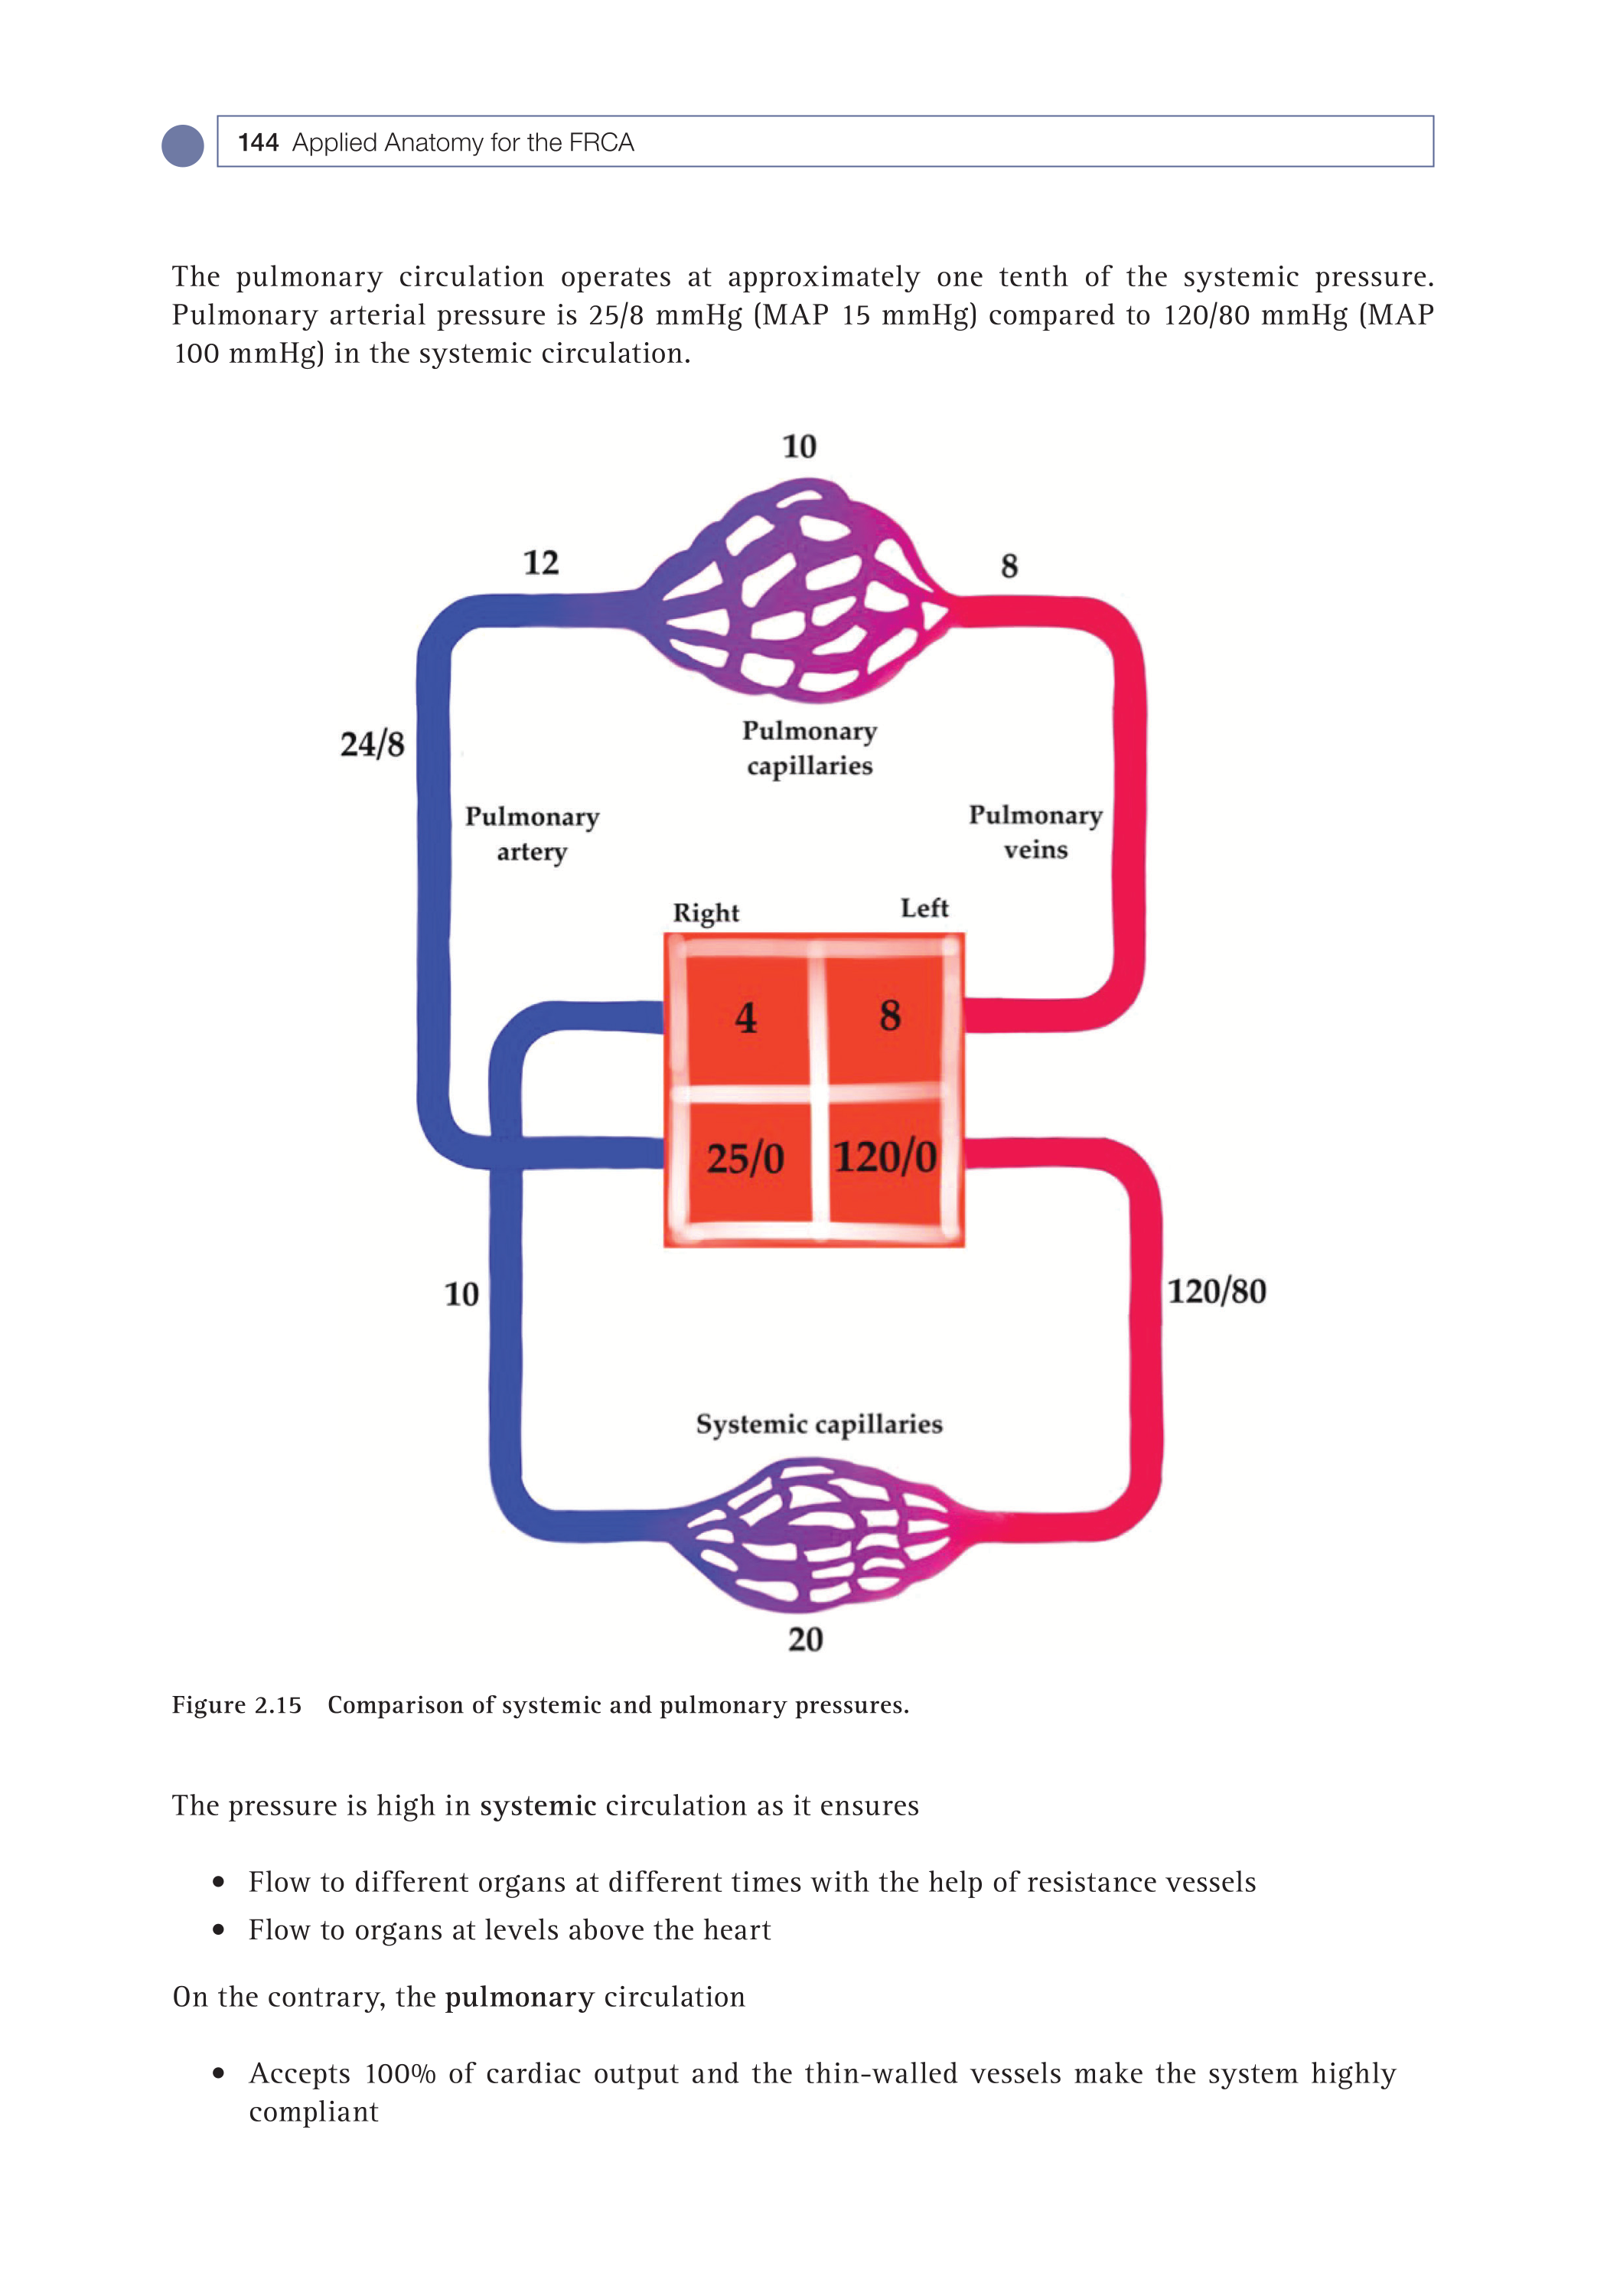 144 Applied Anatomy for the FRCA
The pulmonary circulation operates at approximately one tenth of the systemic pressure.
Pulmonary arterial pressure is 25/8 mmHg (MAP 15 mmHg) compared to 120/80 mmHg (MAP
100 mmHg) in the systemic circulation.
10
12
8
24/8
Pulmonary
capillaries
Pulmonary
artery
Pulmonary
veins
Right
Left
4
8
25/0
120/0
10
120/80
Systemic capillaries
20
Figure 2.15 Comparison of systemic and pulmonary pressures.
The pressure is high in systemic circulation as it ensures
• Flow to different organs at different times with the help of resistance vessels
• Flow to organs at levels above the heart
On the contrary, the pulmonary circulation
• Accepts 100% of cardiac output and the thin-walled vessels make the system highly
compliant